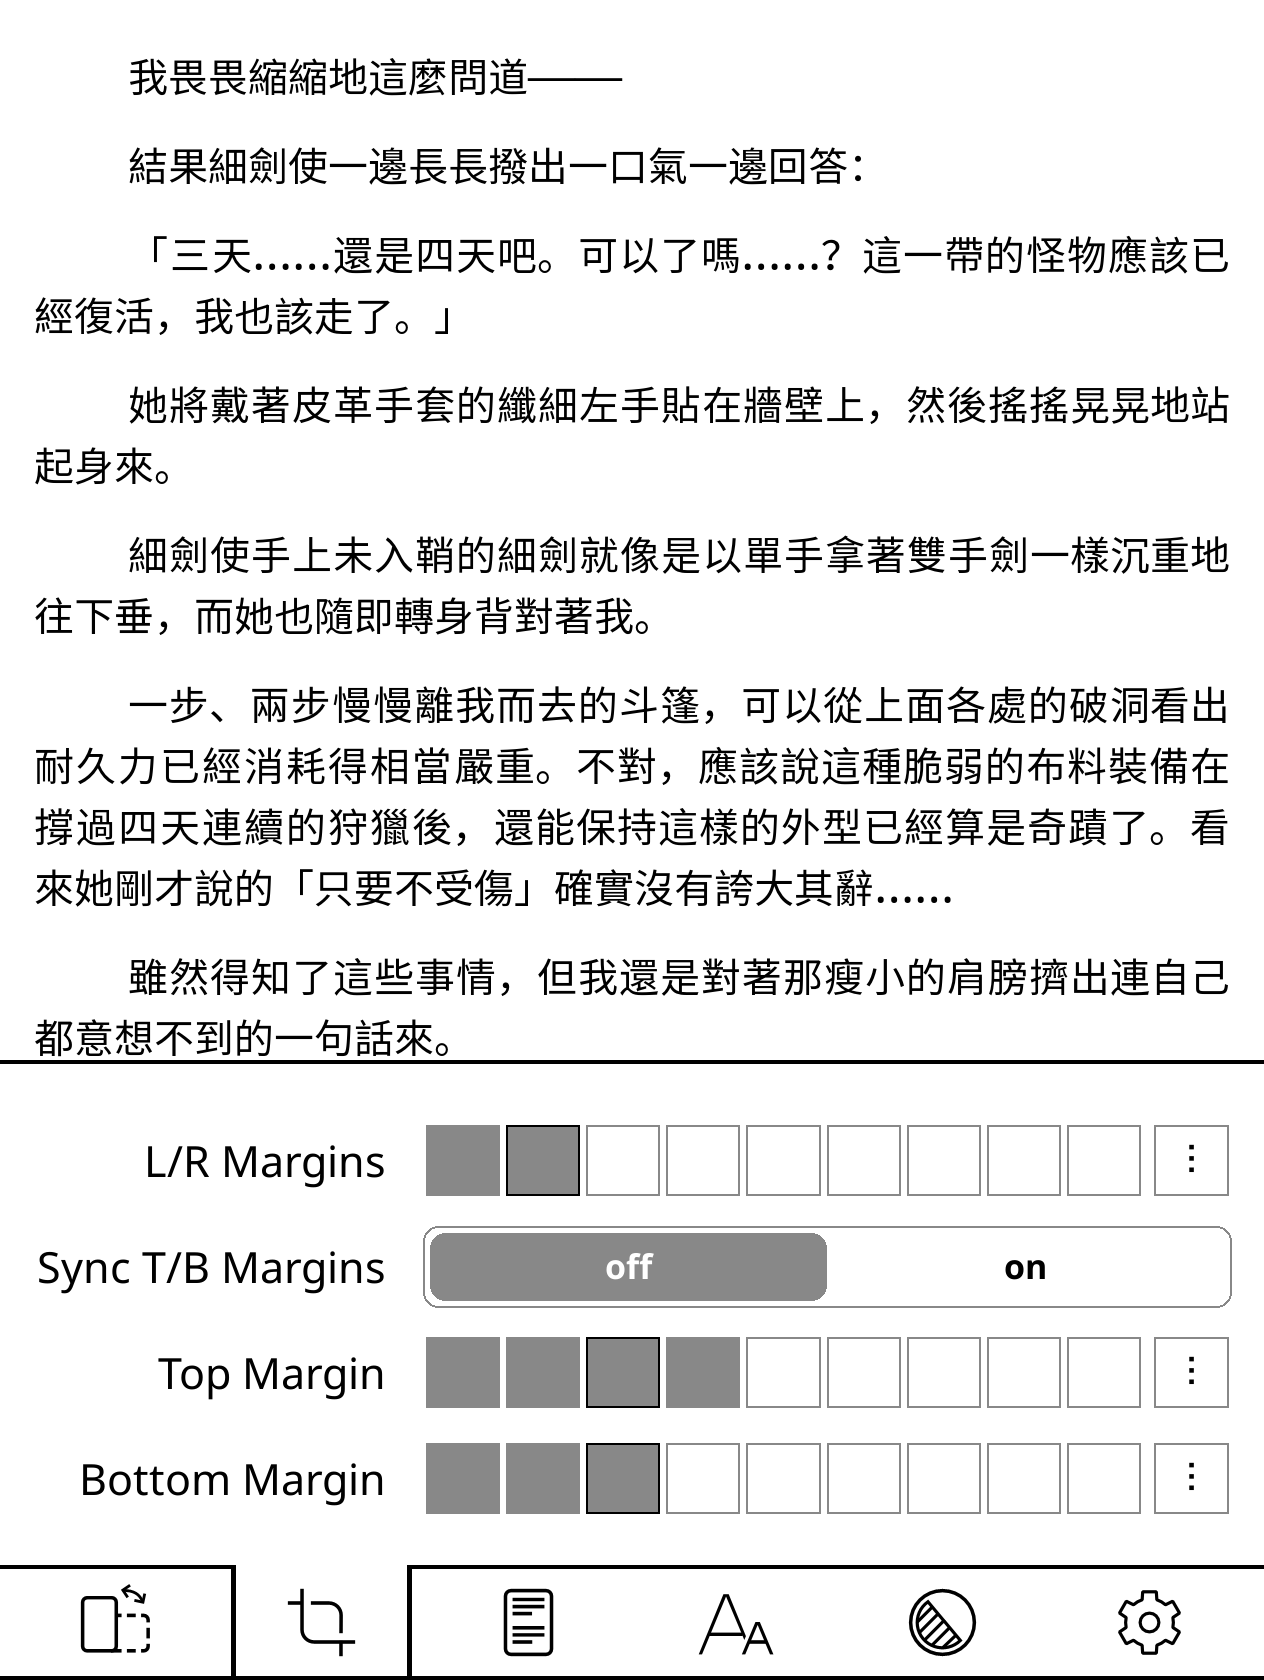 我畏畏縮縮地這麼問道——
結果細劍使一邊長長撥出一口氣一邊回答：
「三天……還是四天吧。可以了嗎……？這一帶的怪物應該已
經復活，我也該走了。」
她將戴著皮革手套的纖細左手貼在牆壁上，然後搖搖晃晃地站
起身來。
細劍使手上未入鞘的細劍就像是以單手拿著雙手劍一樣沉重地
往下垂，而她也隨即轉身背對著我。
一步、兩步慢慢離我而去的斗篷，可以從上面各處的破洞看出
耐久力已經消耗得相當嚴重。不對，應該說這種脆弱的布料裝備在
撐過四天連續的狩獵後，還能保持這樣的外型已經算是奇蹟了。看
來她剛才說的「只要不受傷」確實沒有誇大其辭……
雖然得知了這些事情，但我還是對著那瘦小的肩膀擠出連自己
都意想不到的一句話來。
L/R Margins
Sync T/B Margins off on
Top Margin
Bottom Margin